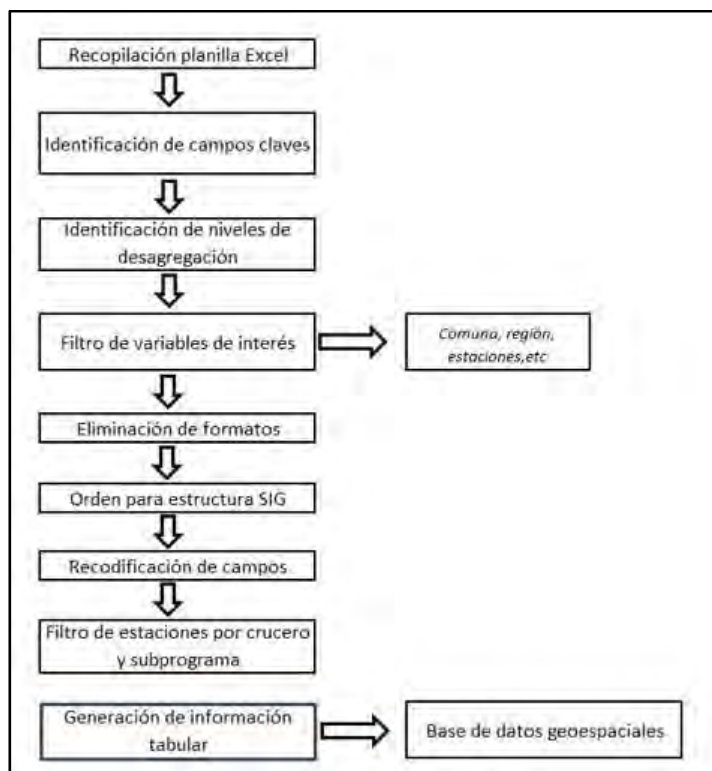 Recopilación planilla Excel
Identificación de campos claves
Identificación de niveles de
desagregación
Filtro de variables de interés
Comuna, región,
estaciones,etc
Eliminación de formatos
Orden para estructura SIG
Recodificación de campos
Filtro de estaciones por crucero
y subprograma
Generación de información
tabular
Base de datos geoespaciales